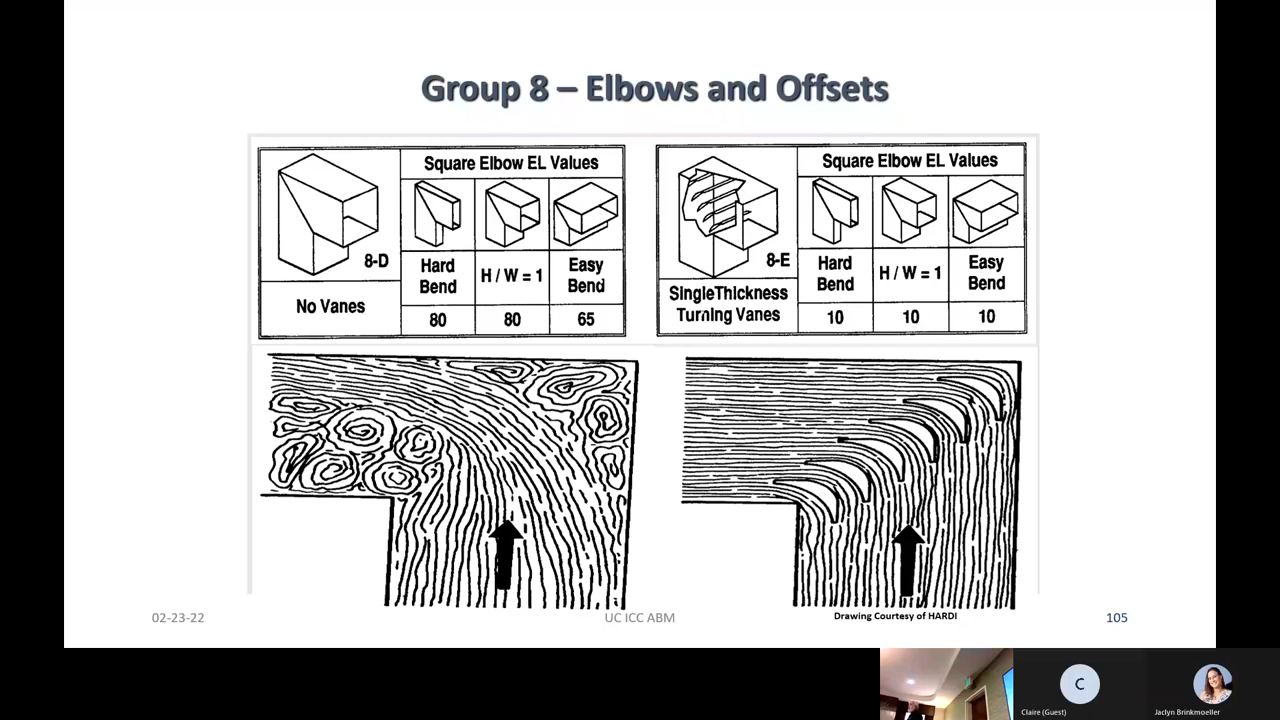 Group 8 – Elbows and Offsets
8-D
No Vanes
Square Elbow EL Values
Hard Bend
H / W = 1
Easy Bend
80
80
65
8-E
SingleThickness
Turning Vanes
Square Elbow EL Values
Hard Bend
H / W = 1
Easy Bend
10
10
10
02-23-22
UC ICC ABM
Drawing Courtesy of HARDI
105
C
Claire (Guest)
Jaclyn Brinkmoeller